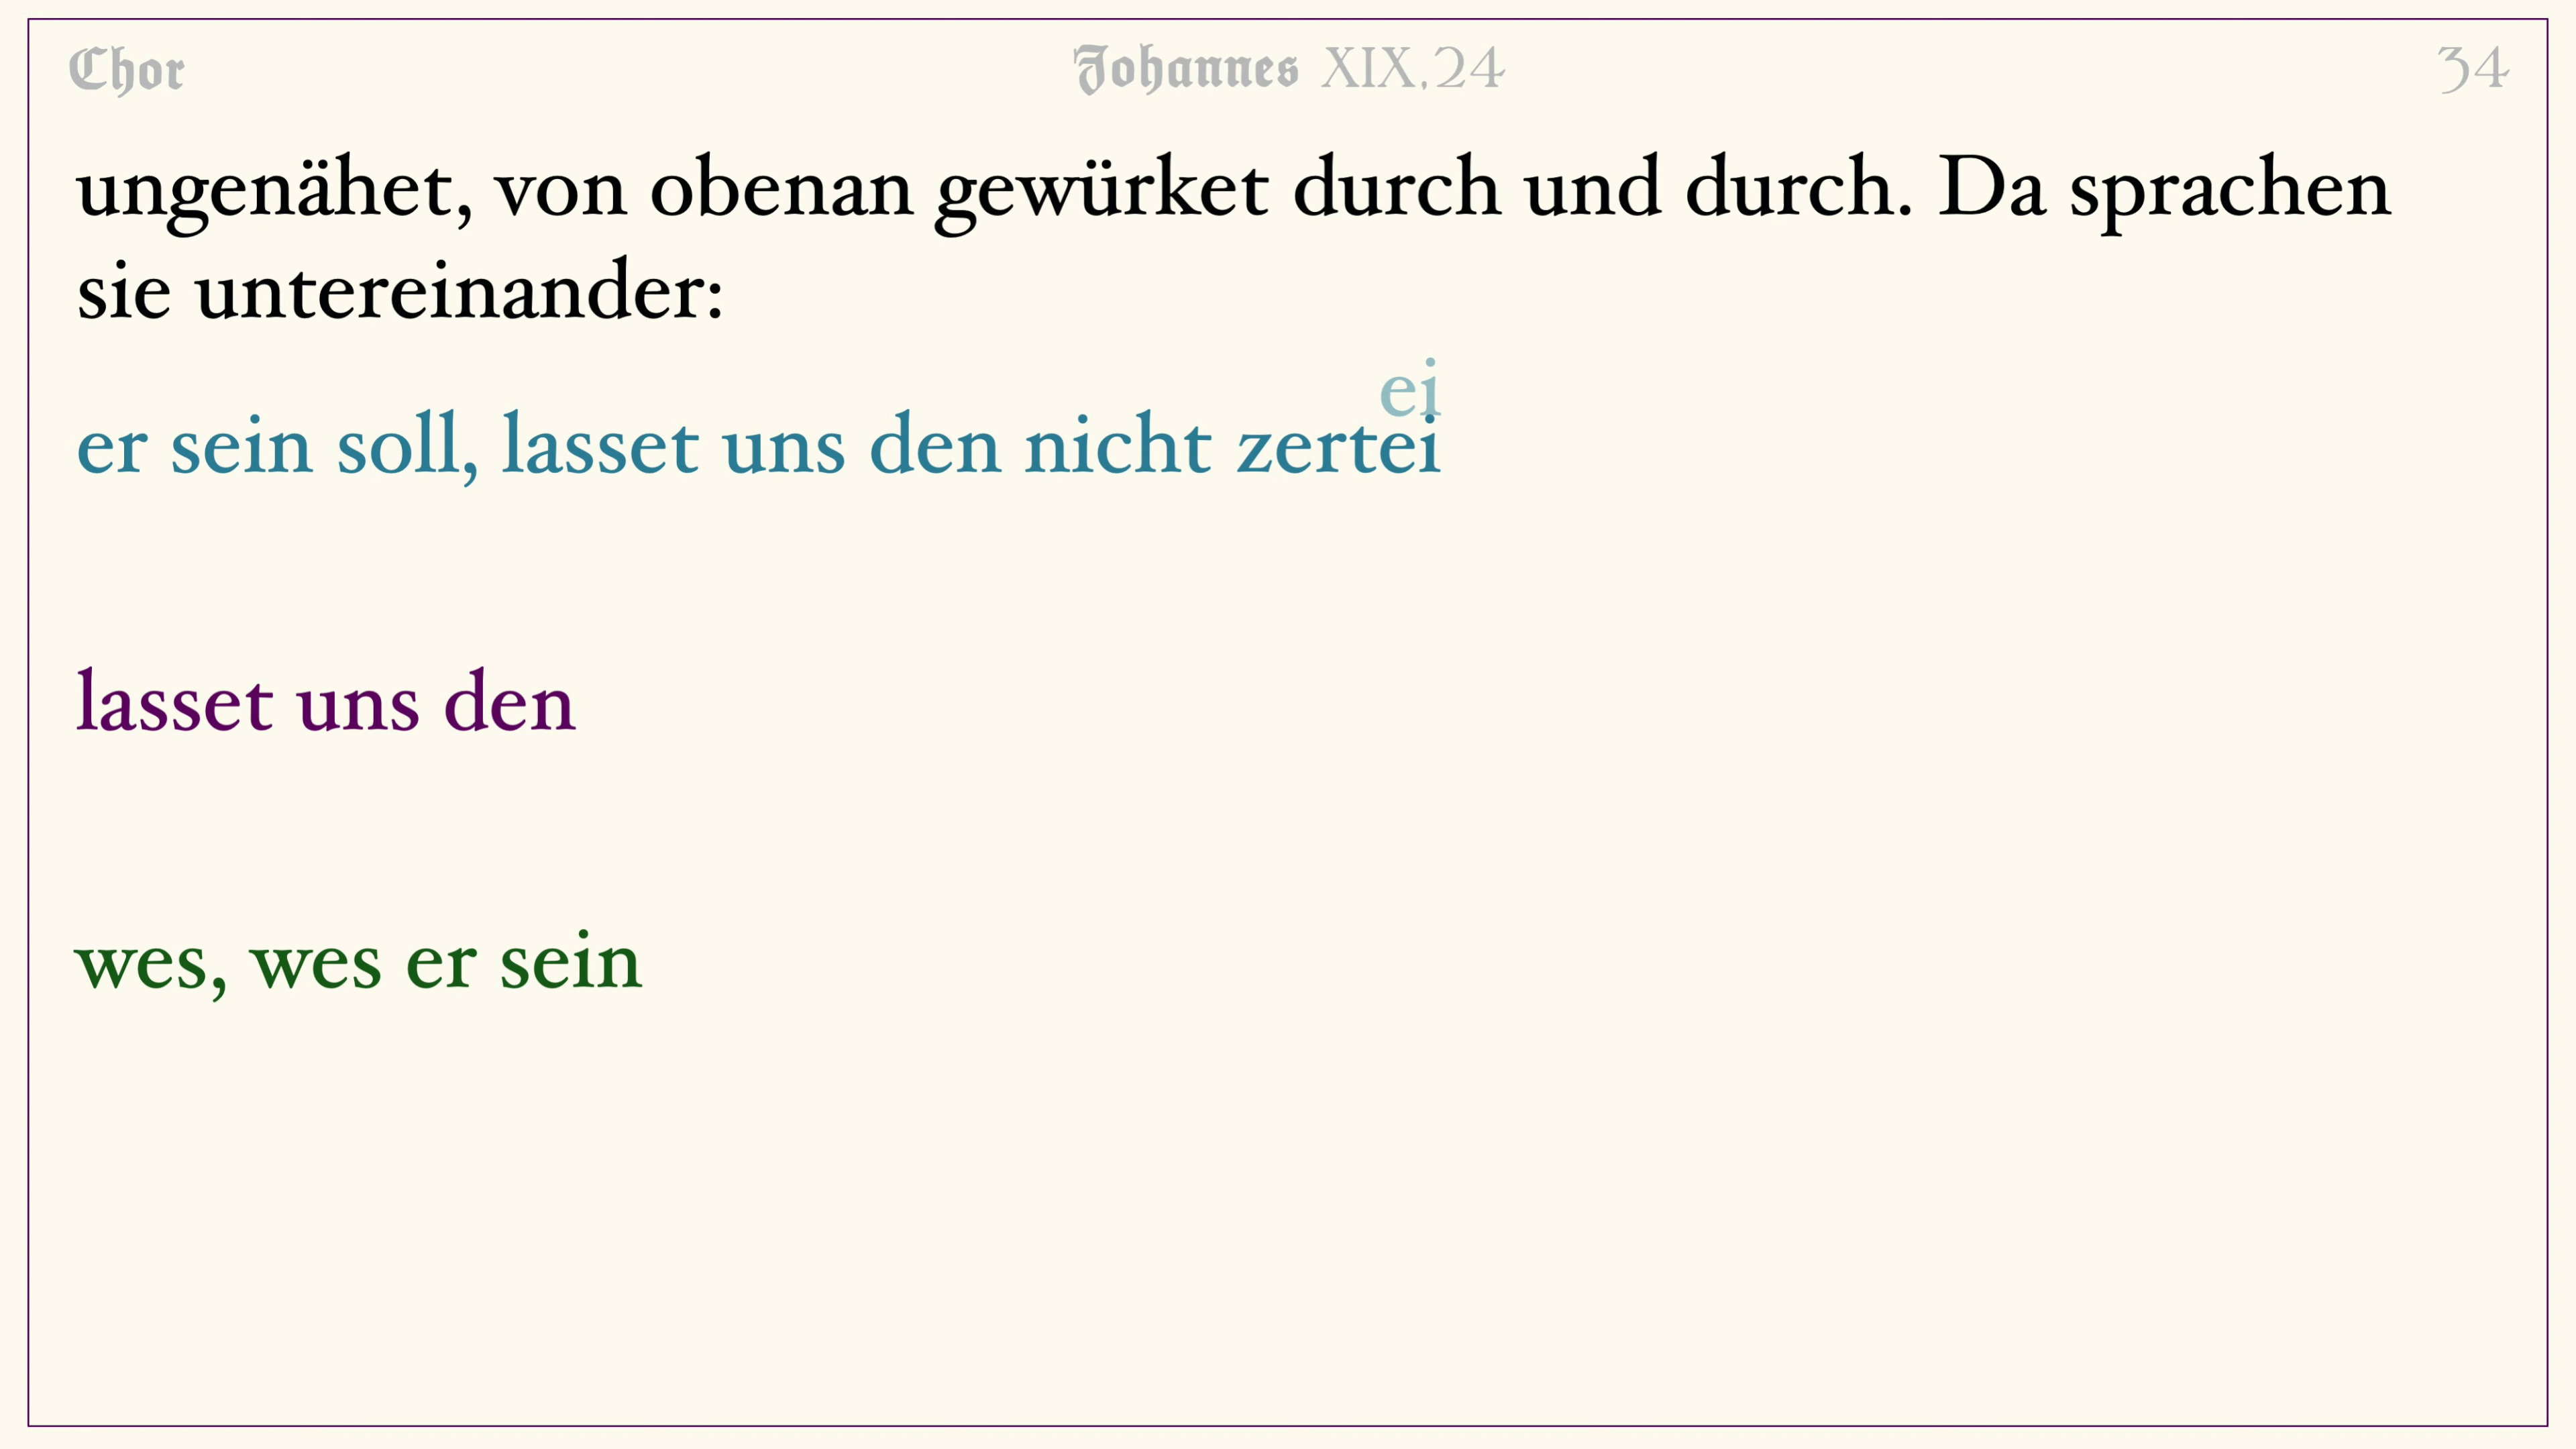 Chor
Johannes XIX,24
34
ungenähet, von obenan gewürket durch und durch. Da sprachen
sie untereinander:
ei
er sein soll, lasset uns den nicht zertei
lasset uns den
wes, wes er sein